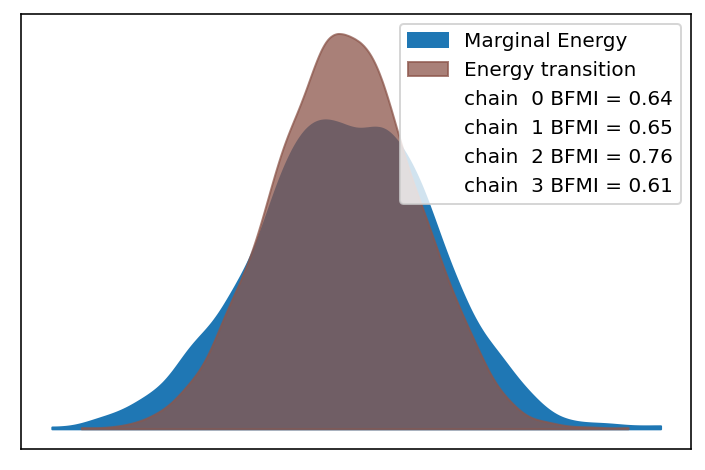 Marginal Energy
Energy transition
chain  0 BFMI = 0.64
chain  1 BFMI = 0.65
chain  2 BFMI = 0.76
chain  3 BFMI = 0.61